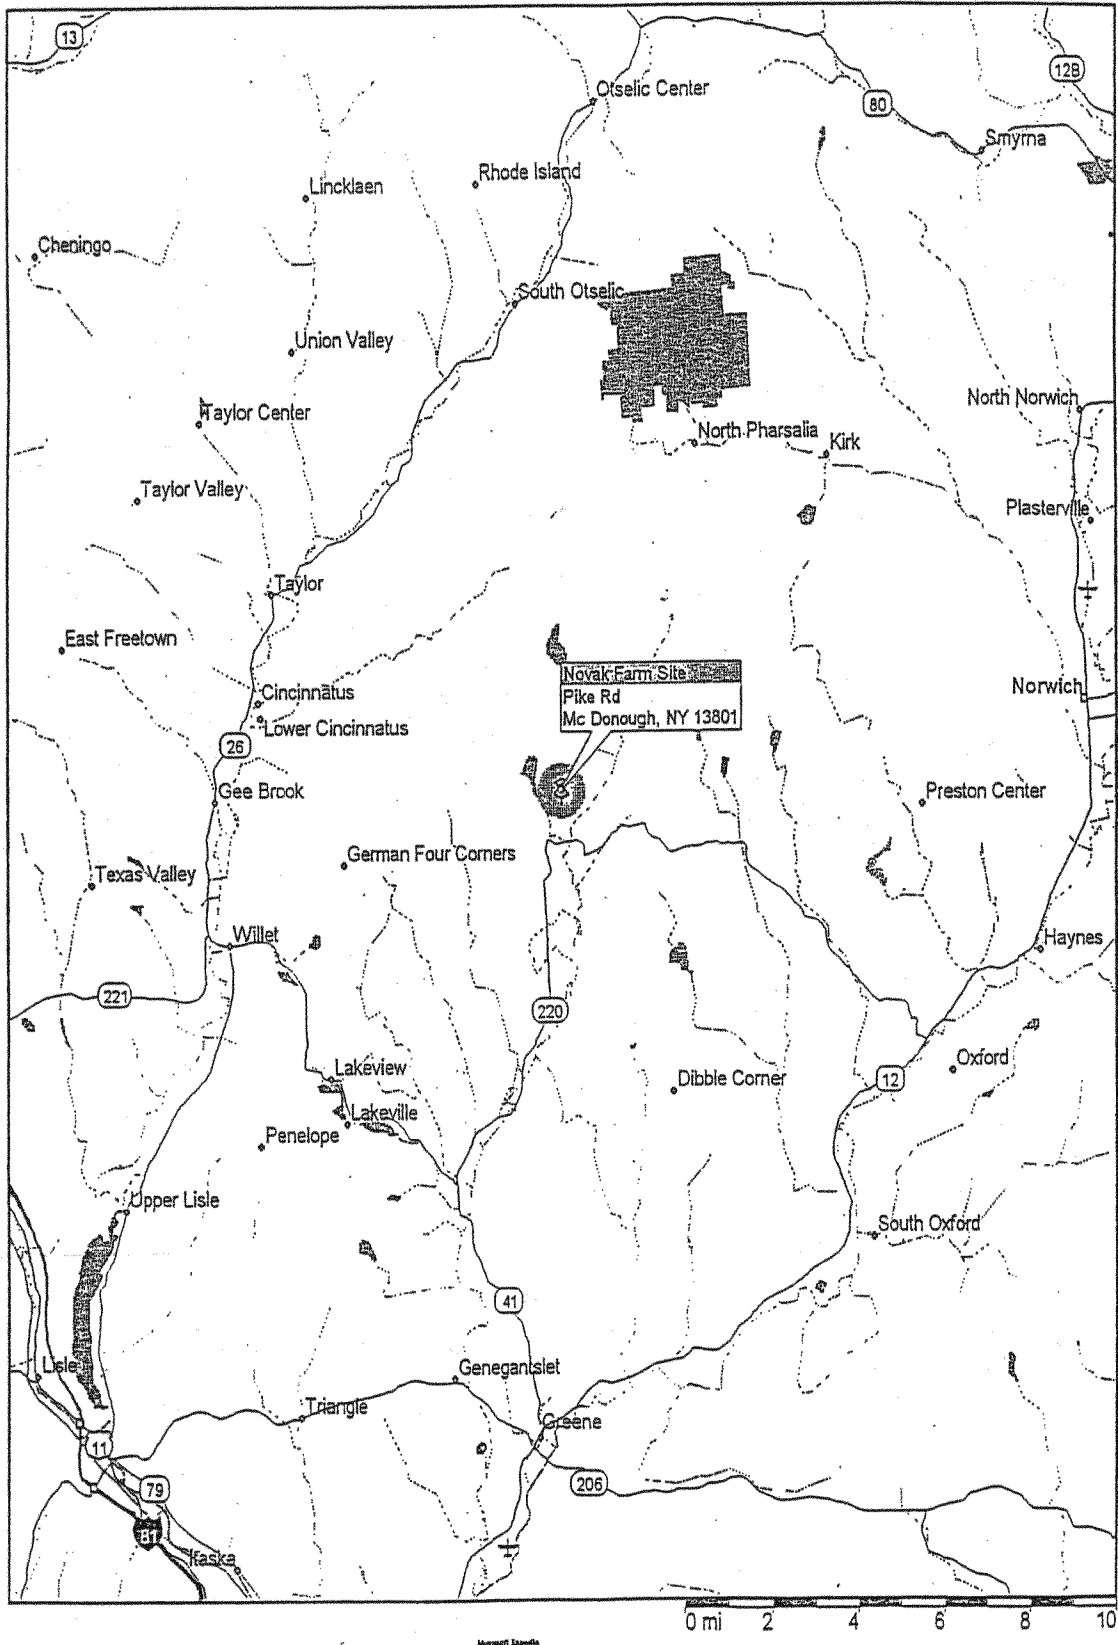 13
12B
Otselic Center
80
Smyrna
Rhode Island
Lincklaen
Cheningo
South Otselic
Union Valley
North Norwich
Taylor Center
North Pharsalia
Kirk
Taylor Valley
Plasterville
Taylor
East Freetown
Novak Farm Site
Pike Rd
Mc Donough, NY 13801
Norwich
Cincinnatus
Lower Cincinnatus
26
Gee Brook
Preston Center
German Four Corners
Texas Valley
Willet
Haynes
221
220
Oxford
Lakeview
Dibble Corner
12
Lakeville
Penelope
Upper Lisle
South Oxford
41
Lisle
Genegantslet
Triangle
Greene
11
206
79
81
Itaska
0 mi 2 4 6 8 10